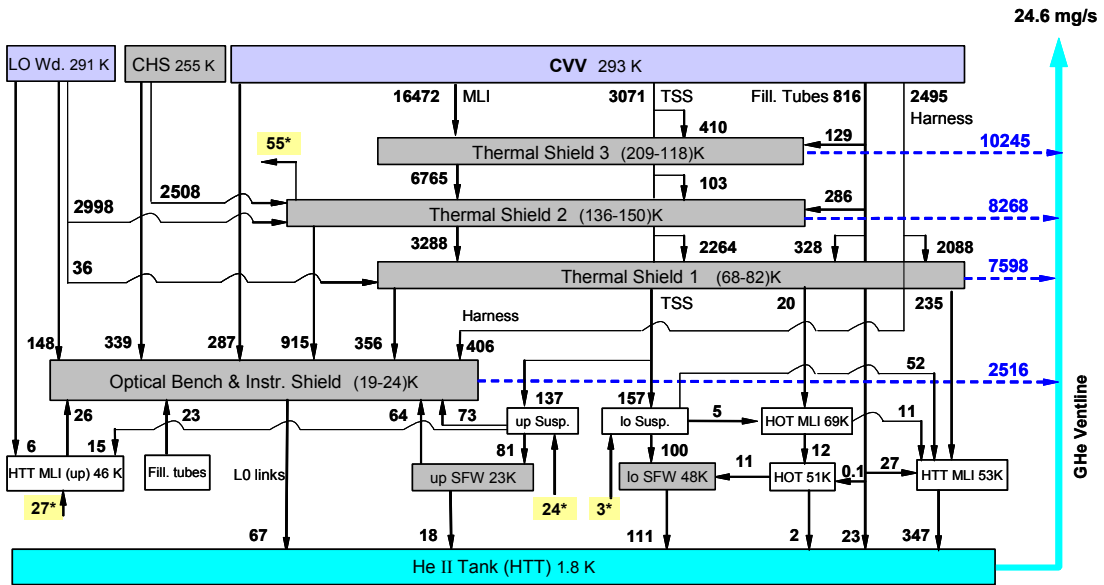 24.6 mg/s
LO Wd. 291 K
CHS 255 K
CVV 293 K
16472
MLI
3071
TSS
Fill. Tubes 816
2495
Harness
410
129
10245
55*
Thermal Shield 3 (209-118)K
6765
103
2508
286
8268
2998
Thermal Shield 2 (136-150)K
3288
2264
328
2088
7598
36
Thermal Shield 1 (68-82)K
TSS
20
235
Harness
148
339
287
915
356
406
52
2516
Optical Bench & Instr. Shield (19-24)K
26
23
64
73
137
157
5
11
up Susp.
lo Susp.
HOT MLI 69K
6
15
81
100
12
11
0.1
27
HTT MLI (up) 46 K
Fill. tubes
L0 links
up SFW 23K
lo SFW 48K
HOT 51K
HTT MLI 53K
27*
24*
3*
67
18
111
2
23
347
He II Tank (HTT) 1.8 K
GHe Ventline